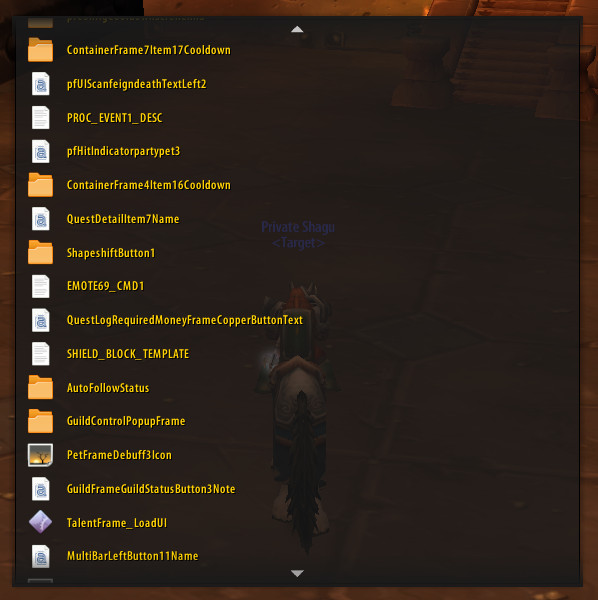 ContainerFrame7Item17Cooldown
pfUIScanfeigndeathTextLeft2
PROC_EVENT1_DESC
pfHitIndicatorpartypet3
ContainerFrame4Item16Cooldown
QuestDetailItem7Name
ShapeshiftButton1
EMOTE69_CMD1
QuestLogRequiredMoneyFrameCopperButtonText
SHIELD_BLOCK_TEMPLATE
AutoFollowStatus
GuildControlPopupFrame
PetFrameDebuff3Icon
GuildFrameGuildStatusButton3Note
TalentFrame_LoadUI
MultiBarLeftButton11Name
Private Shagu
<Target>